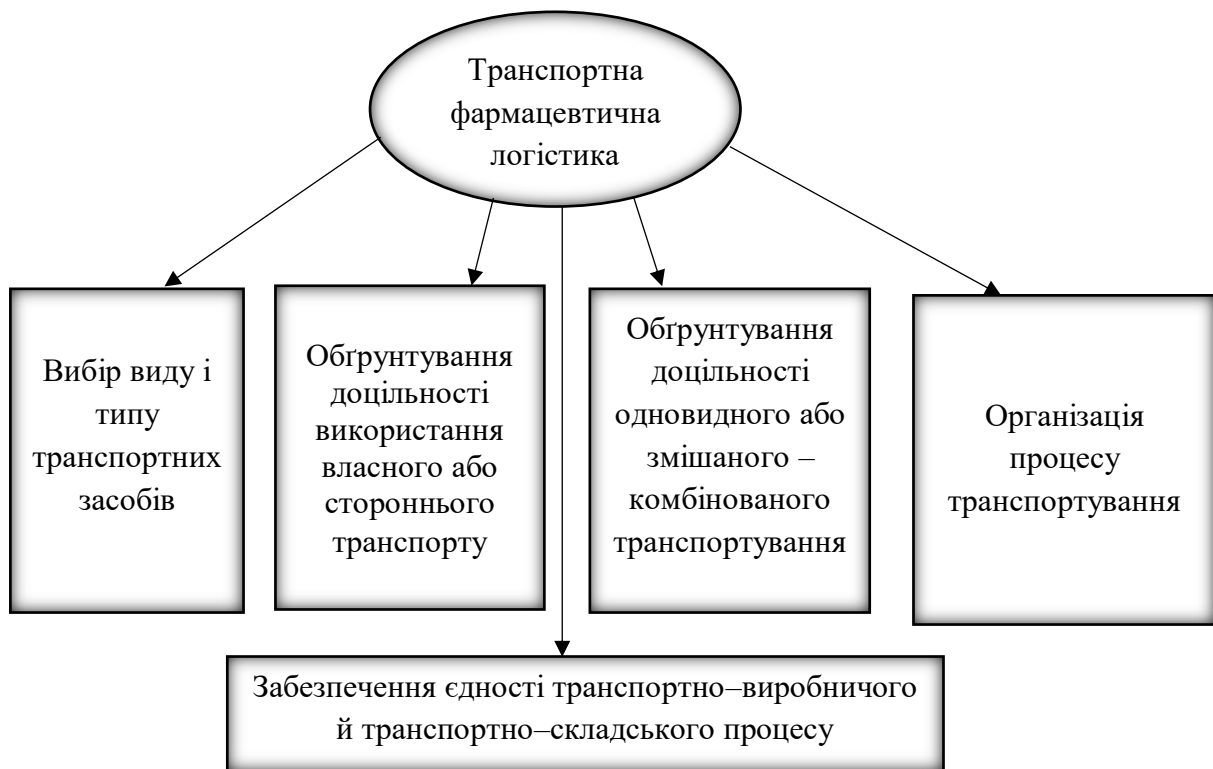 Транспортна
фармацевтична
логістика
Вибір виду і
типу
транспортних
засобів
Обґрунтування
доцільності
використання
власного або
стороннього
транспорту
Обґрунтування
доцільності
одновидного або
змішаного –
комбінованого
транспортування
Організація
процесу
транспортування
Забезпечення єдності транспортно–виробничого
й транспортно–складського процесу